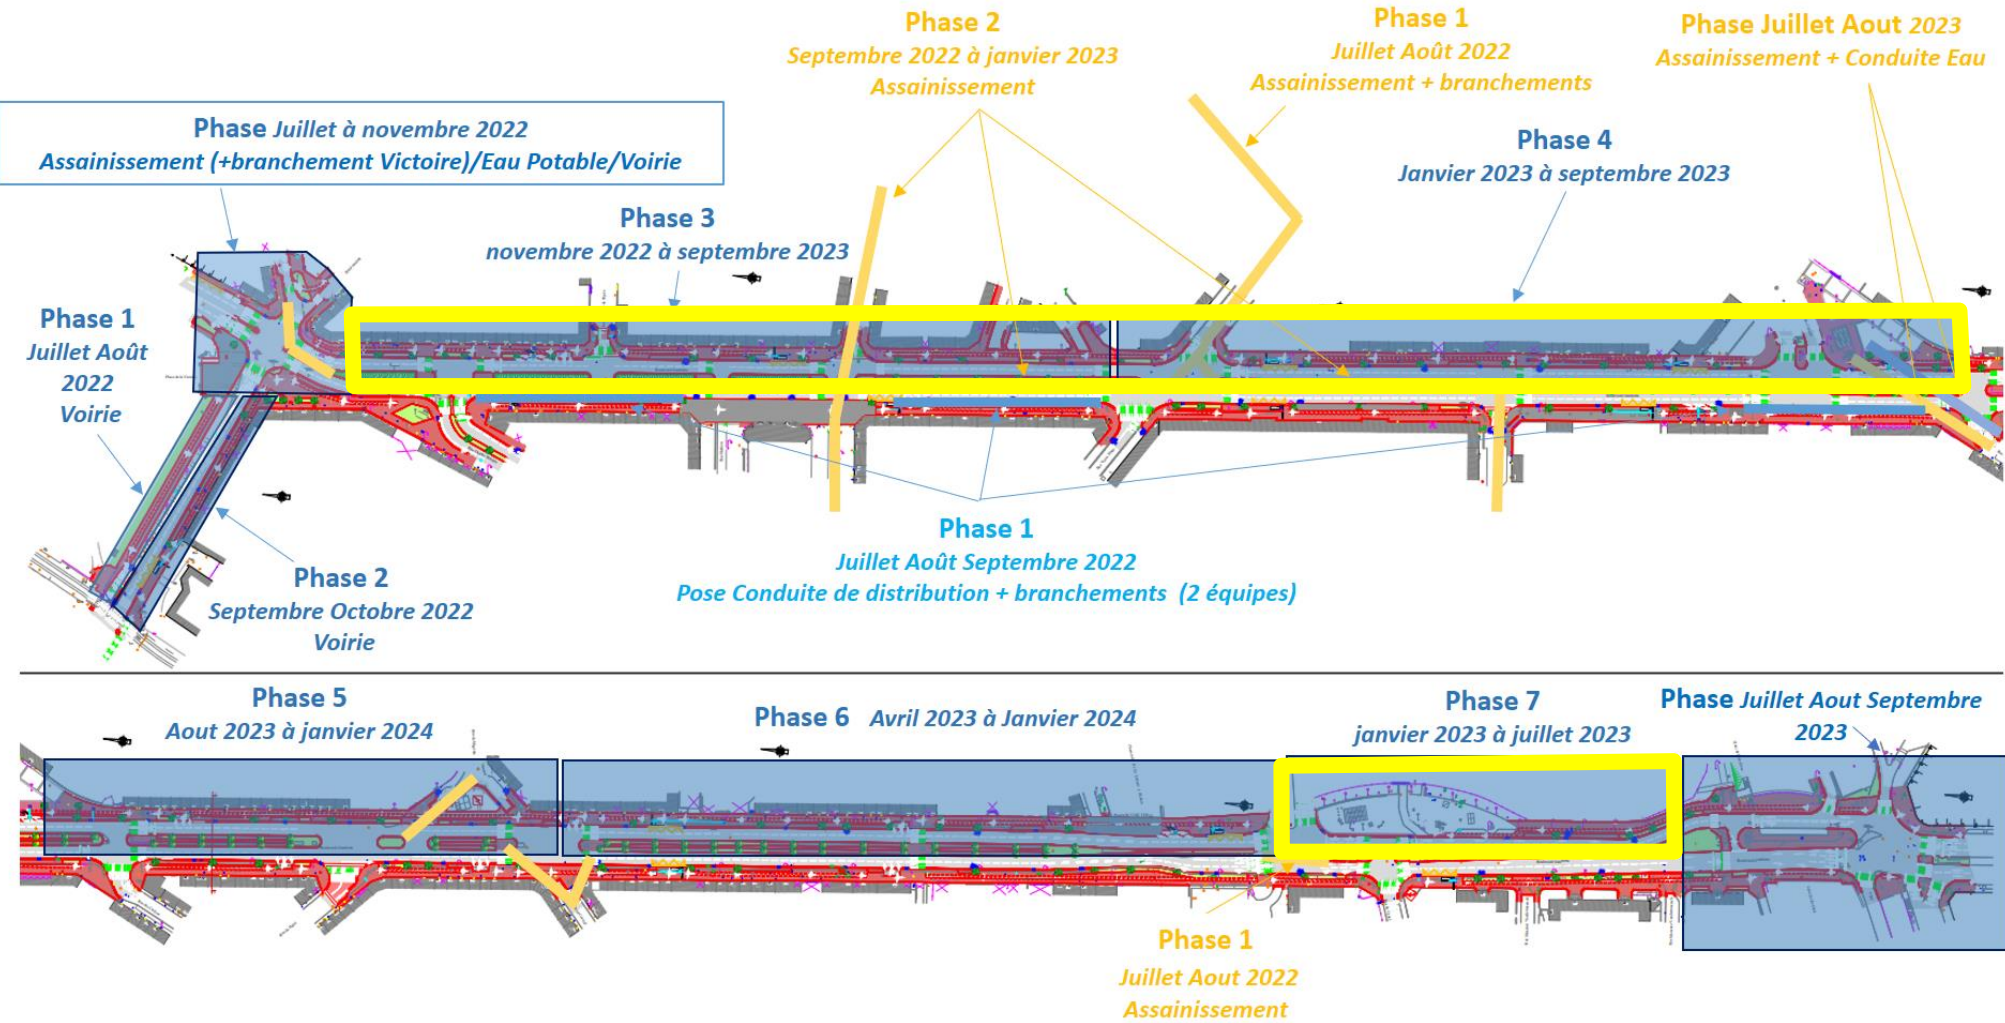 Phase 2
Septembre 2022 à janvier 2023
Assainissement
Phase 1
Juillet Août 2022
Assainissement + branchements
Phase Juillet Aout 2023
Assainissement + Conduite Eau
Phase Juillet à novembre 2022
Assainissement (+branchement Victoire)/Eau Potable/Voirie
Phase 4
Janvier 2023 à septembre 2023
Phase 3
novembre 2022 à septembre 2023
Phase 1
Juillet Août
2022
Voirie
Phase 1
Juillet Août Septembre 2022
Pose Conduite de distribution + branchements (2 équipes)
Phase 2
Septembre Octobre 2022
Voirie
Phase 5
Aout 2023 à janvier 2024
Phase 6 Avril 2023 à Janvier 2024
Phase 7
janvier 2023 à juillet 2023
Phase Juillet Aout Septembre
2023
Phase 1
Juillet Aout 2022
Assainissement